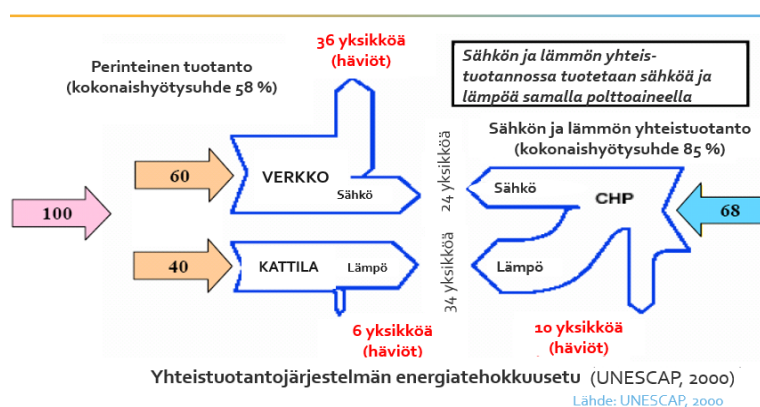 36 yksikköä
(häviöt)
Perinteinen tuotanto
(kokonaishyötysuhde 58 %)
Sähkön ja lämmön yhteis-
tuotannossa tuotetaan sähköä ja
lämpöä samalla polttoaineella
Sähkön ja lämmön yhteistuotanto
(kokonaishyötysuhde 85 %)
60
VERKKO
Sähkö
24 yksikköä
Sähkö
CHP
100
68
40
KATTILA
Lämpö
34 yksikköä
Lämpö
6 yksikköä
(häviöt)
10 yksikköä
(häviöt)
Yhteistuotantojärjestelmän energiatehokkuusetu (UNESCAP, 2000)
Lähde: UNESCAP, 2000